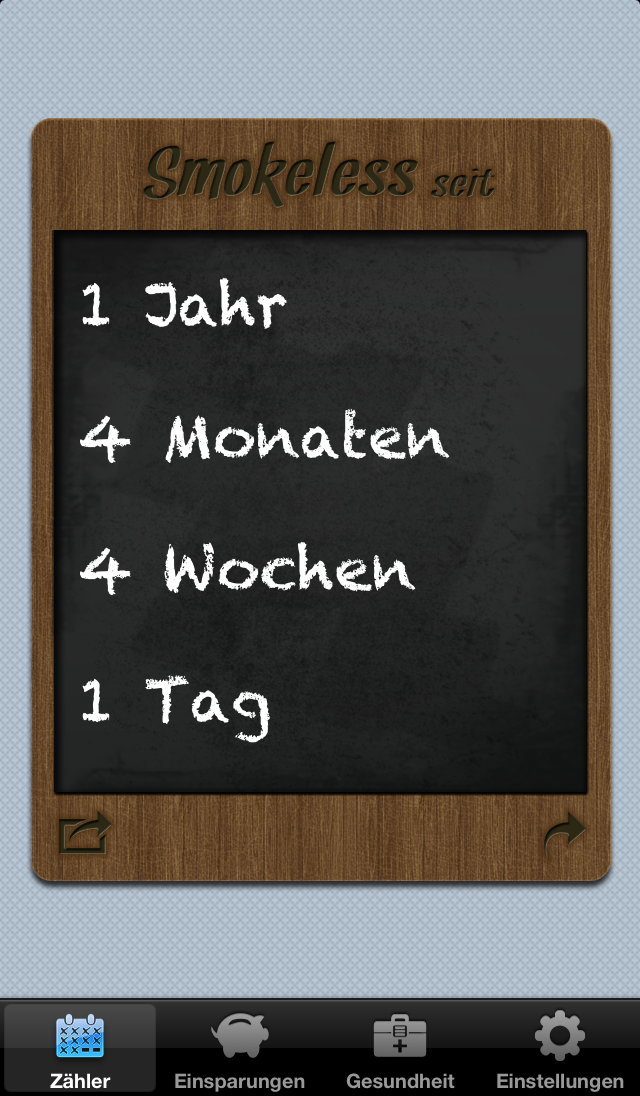 Smokeless seit
1 Jahr
4 Monaten
4 Wochen
1 Tag
Zähler Einsparungen Gesundheit Einstellungen